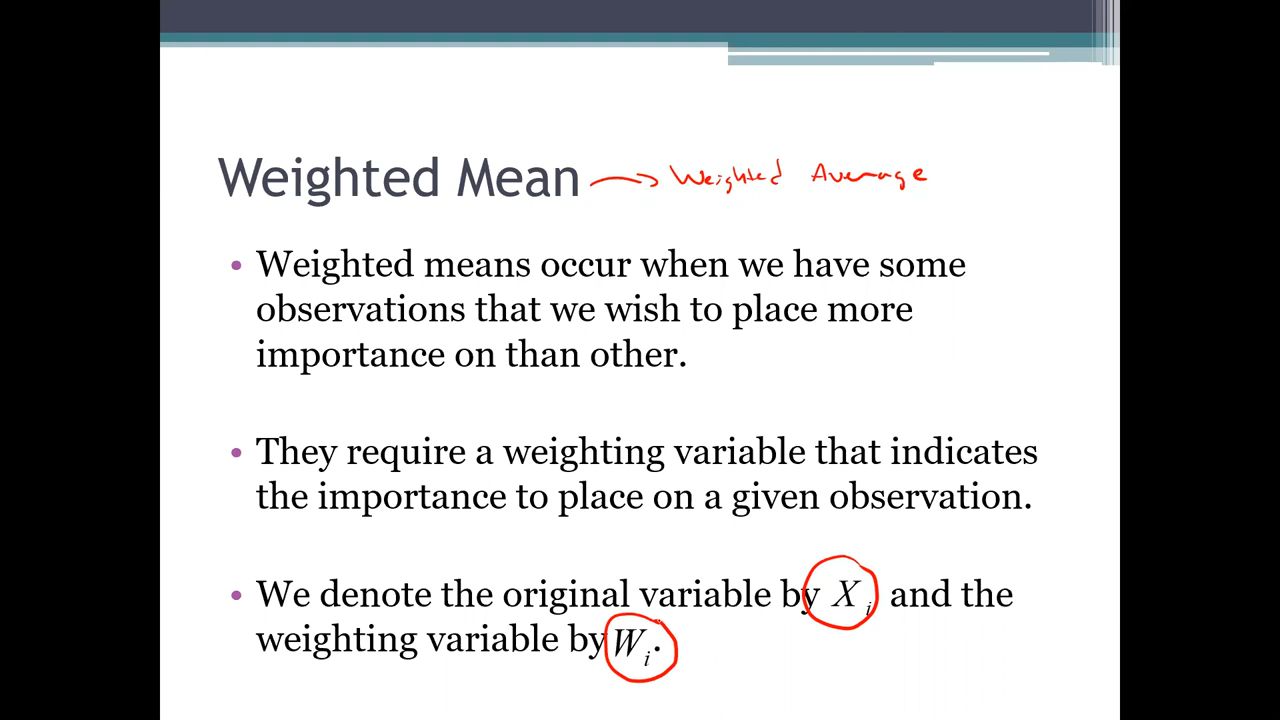 Weighted Mean → Weighted Average
• Weighted means occur when we have some
observations that we wish to place more
importance on than other.
• They require a weighting variable that indicates
the importance to place on a given observation.
• We denote the original variable by X_i and the
weighting variable by W_i.